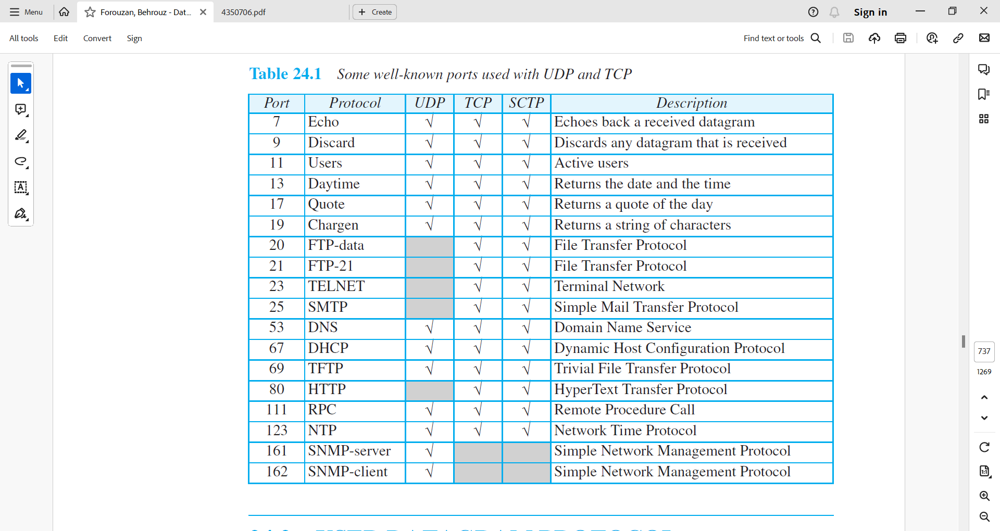 Menu
Forouzan, Behrouz - Dat...
4350706.pdf
Create
Sign in
All tools
Edit
Convert
Sign
Find text or tools
Table 24.1 Some well-known ports used with UDP and TCP
Port Protocol UDP TCP SCTP Description
7 Echo √ √ √ Echoes back a received datagram
9 Discard √ √ √ Discards any datagram that is received
11 Users √ √ √ Active users
13 Daytime √ √ √ Returns the date and the time
17 Quote √ √ √ Returns a quote of the day
19 Chargen √ √ √ Returns a string of characters
20 FTP-data √ √ File Transfer Protocol
21 FTP-21 √ √ File Transfer Protocol
23 TELNET √ √ Terminal Network
25 SMTP √ √ Simple Mail Transfer Protocol
53 DNS √ √ √ Domain Name Service
67 DHCP √ √ √ Dynamic Host Configuration Protocol
69 TFTP √ √ √ Trivial File Transfer Protocol
80 HTTP √ √ HyperText Transfer Protocol
111 RPC √ √ √ Remote Procedure Call
123 NTP √ √ √ Network Time Protocol
161 SNMP-server √ Simple Network Management Protocol
162 SNMP-client √ Simple Network Management Protocol
737
1269